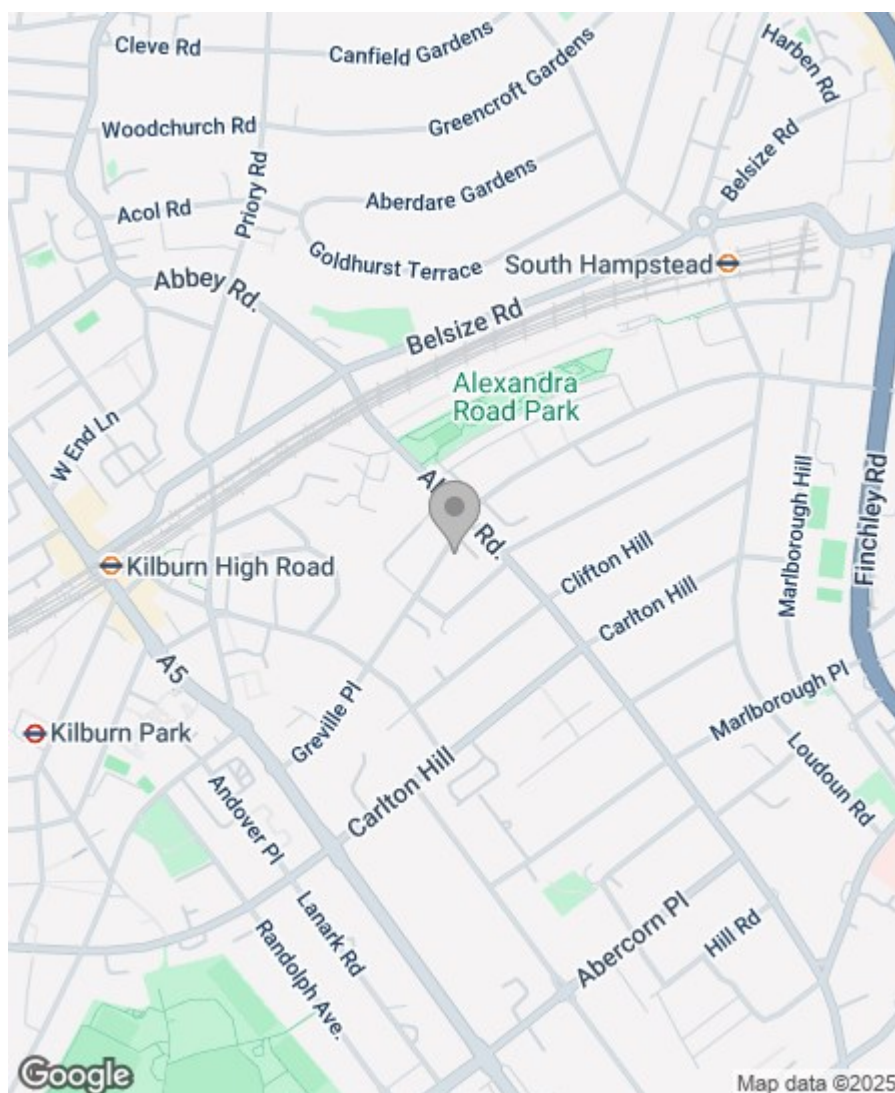 Cleve Rd
Canfield Gardens
Harben Rd
Woodchurch Rd
Greencroft Gardens
Belsize Rd
Priory Rd
Aberdare Gardens
Acol Rd
Goldhurst Terrace
South Hampstead
Abbey Rd.
Belsize Rd
Alexandra
Road Park
W End Ln
Rd.
Marlborough Hill
Finchley Rd
Kilburn High Road
Clifton Hill
Carlton Hill
A5
Marlborough Pl
Kilburn Park
Greville Pl
Loudoun Rd
Andover Pl
Carlton Hill
Lanark Rd
Abercorn Pl
Hill Rd
Randolph Ave.
Google
Map data ©2025